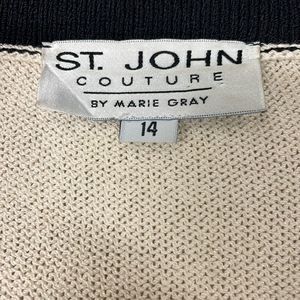 ST. JOHN
COUTURE
BY MARIE GRAY
14